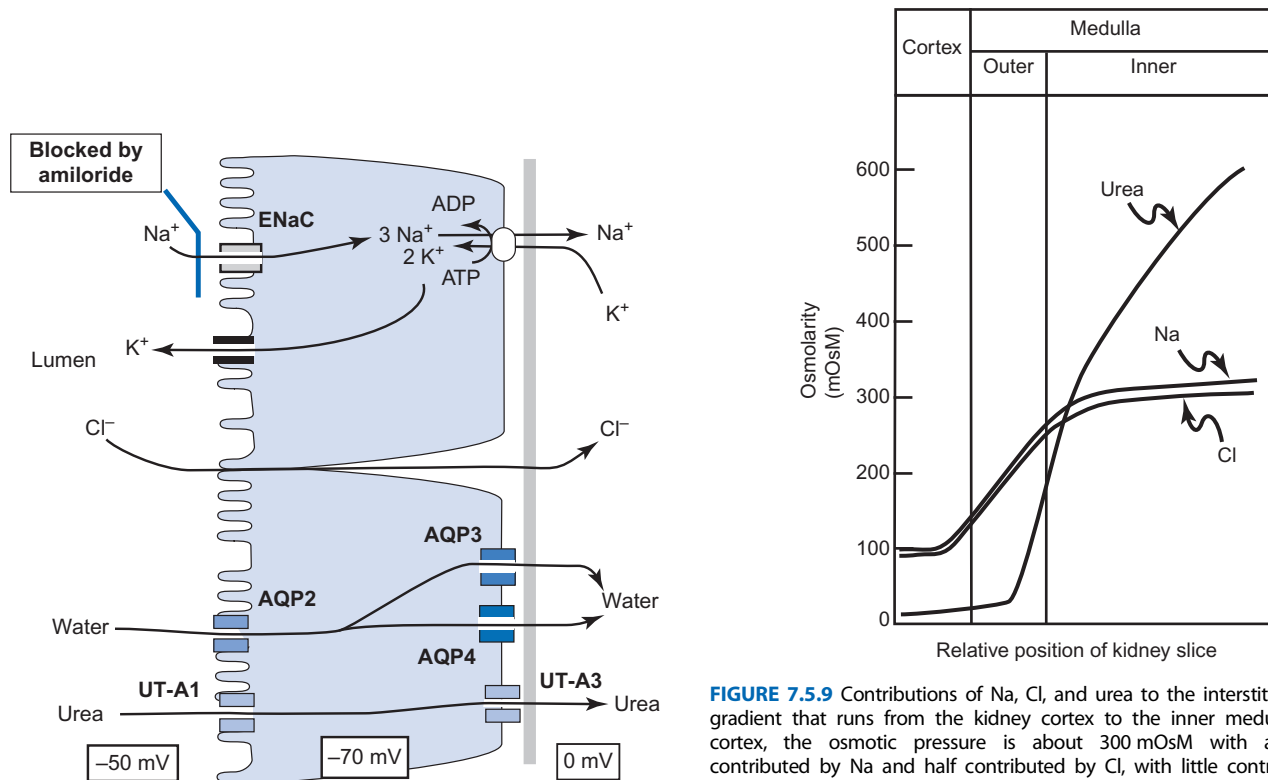 Blocked by
amiloride
ENaC
Na⁺
3 Na⁺
2 K⁺
ADP
ATP
Na⁺
K⁺
Lumen
K⁺
Cl⁻
Cl⁻
AQP3
AQP2
Water
Water
AQP4
UT-A1
UT-A3
Urea
Urea
–50 mV
–70 mV
0 mV
Cortex
Medulla
Outer
Inner
600
500
400
300
200
100
0
Osmolarity
(mOsM)
Urea
Na
Cl
Relative position of kidney slice
FIGURE 7.5.9 Contributions of Na, Cl, and urea to the interstit
gradient that runs from the kidney cortex to the inner medu
cortex, the osmotic pressure is about 300 mOsM with a
contributed by Na and half contributed by Cl, with little contr